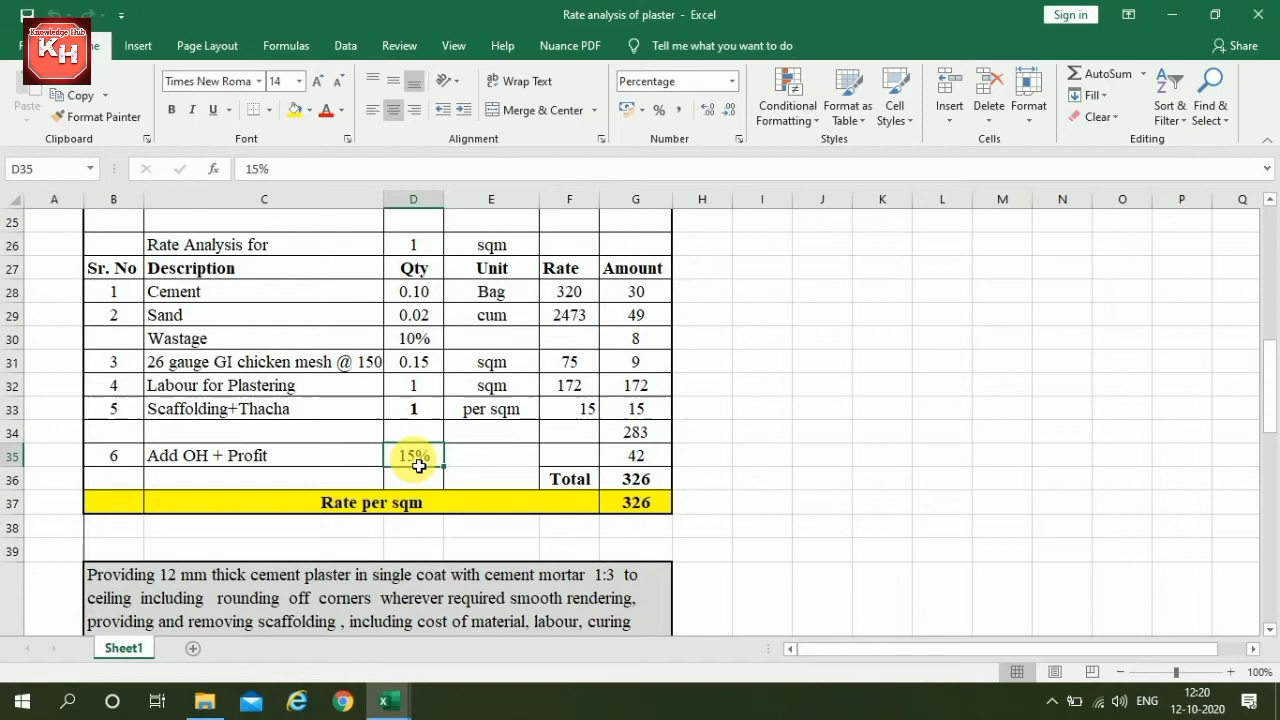 Rate analysis of plaster - Excel
Sign in
Knowledge Hub
KH
Insert
Page Layout
Formulas
Data
Review
View
Help
Nuance PDF
Tell me what you want to do
Share
Paste
Copy
Format Painter
Clipboard
Times New Roma
14
B I U
A
Font
Wrap Text
Merge & Center
Alignment
Percentage
%
Number
Conditional Formatting
Format as Table
Cell Styles
Styles
Insert
Delete
Format
Cells
AutoSum
Fill
Clear
Sort & Filter
Find & Select
Editing
D35
fx
15%
A B C D E F G H I J K L M N O P Q
25
26 Rate Analysis for 1 sqm
27 Sr. No Description Qty Unit Rate Amount
28 1 Cement 0.10 Bag 320 30
29 2 Sand 0.02 cum 2473 49
30 Wastage 10% 8
31 3 26 gauge GI chicken mesh @ 150 0.15 sqm 75 9
32 4 Labour for Plastering 1 sqm 172 172
33 5 Scaffolding+Thacha 1 per sqm 15 15
34 283
35 6 Add OH + Profit 15% 42
36 Total 326
37 Rate per sqm 326
38
39
Providing 12 mm thick cement plaster in single coat with cement mortar 1:3 to
ceiling including rounding off corners wherever required smooth rendering,
providing and removing scaffolding , including cost of material, labour, curing
Sheet1
100%
ENG
12:20
12-10-2020